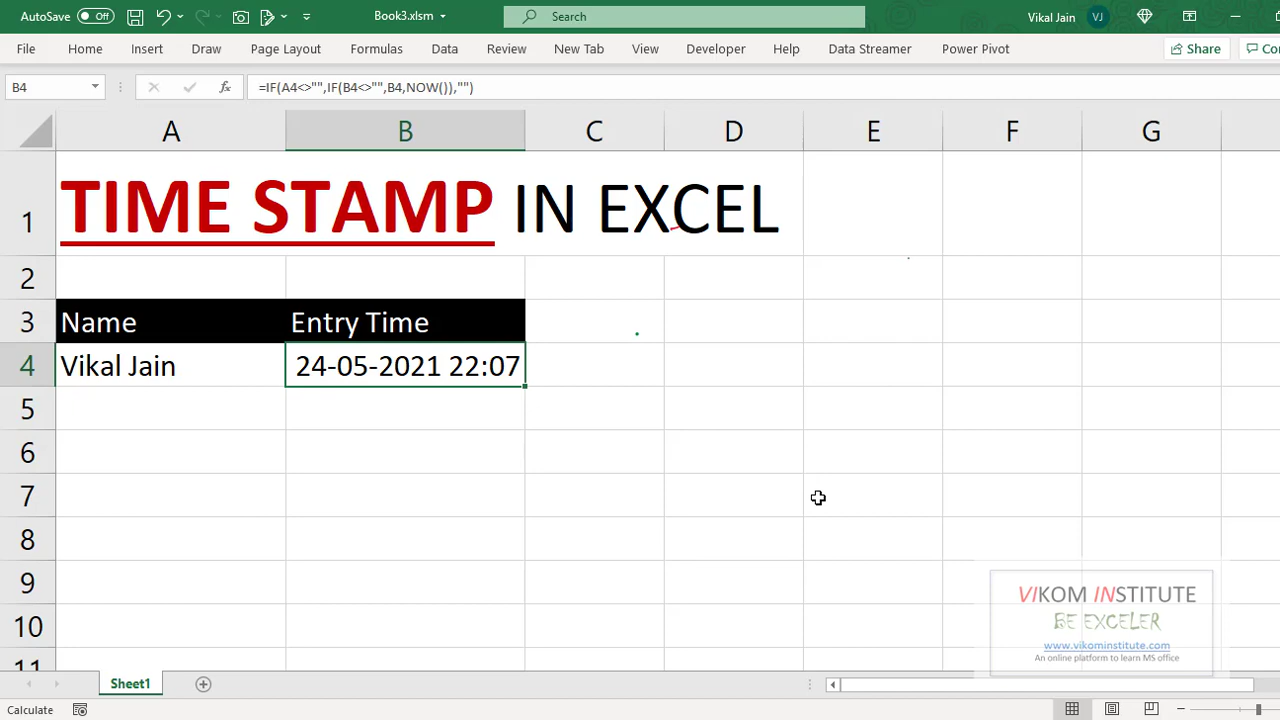 AutoSave Off Book3.xlsm Search Vikal Jain VJ
File Home Insert Draw Page Layout Formulas Data Review New Tab View Developer Help Data Streamer Power Pivot Share Co
B4 fx =IF(A4<>"",IF(B4<>"",B4,NOW()),"")
A B C D E F G
1 TIME STAMP IN EXCEL
2
3 Name Entry Time
4 Vikal Jain 24-05-2021 22:07
5
6
7
8
9
10
11
VIKOM INSTITUTE
BE EXCELER
www.vikominstitute.com
An online platform to learn MS office
Sheet1
Calculate